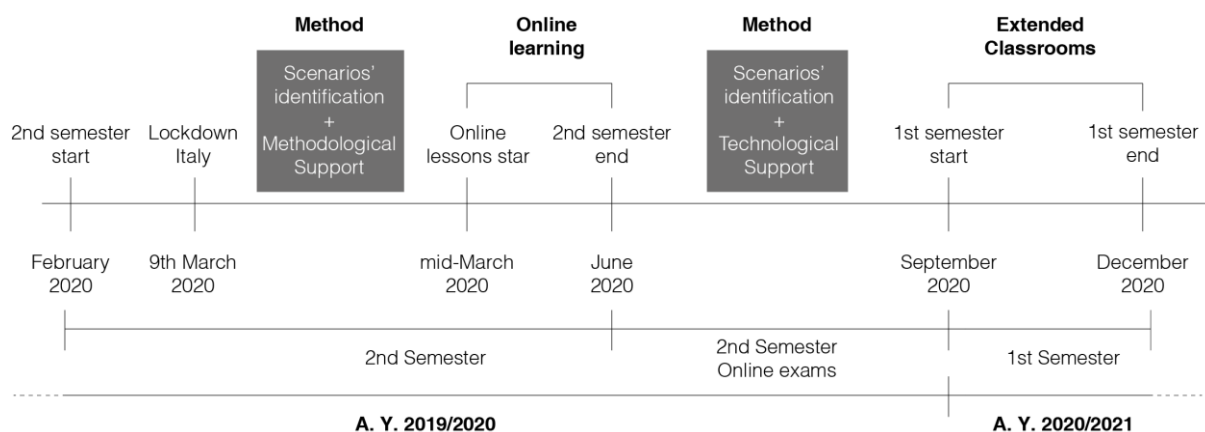 Method
Online
learning
Method
Extended
Classrooms
Scenarios'
identification
+
Methodological
Support
Scenarios'
identification
+
Technological
Support
2nd semester
start
Lockdown
Italy
Online
lessons star
2nd semester
end
1st semester
start
1st semester
end
February
2020
9th March
2020
mid-March
2020
June
2020
September
2020
December
2020
2nd Semester
2nd Semester
Online exams
1st Semester
A. Y. 2019/2020
A. Y. 2020/2021